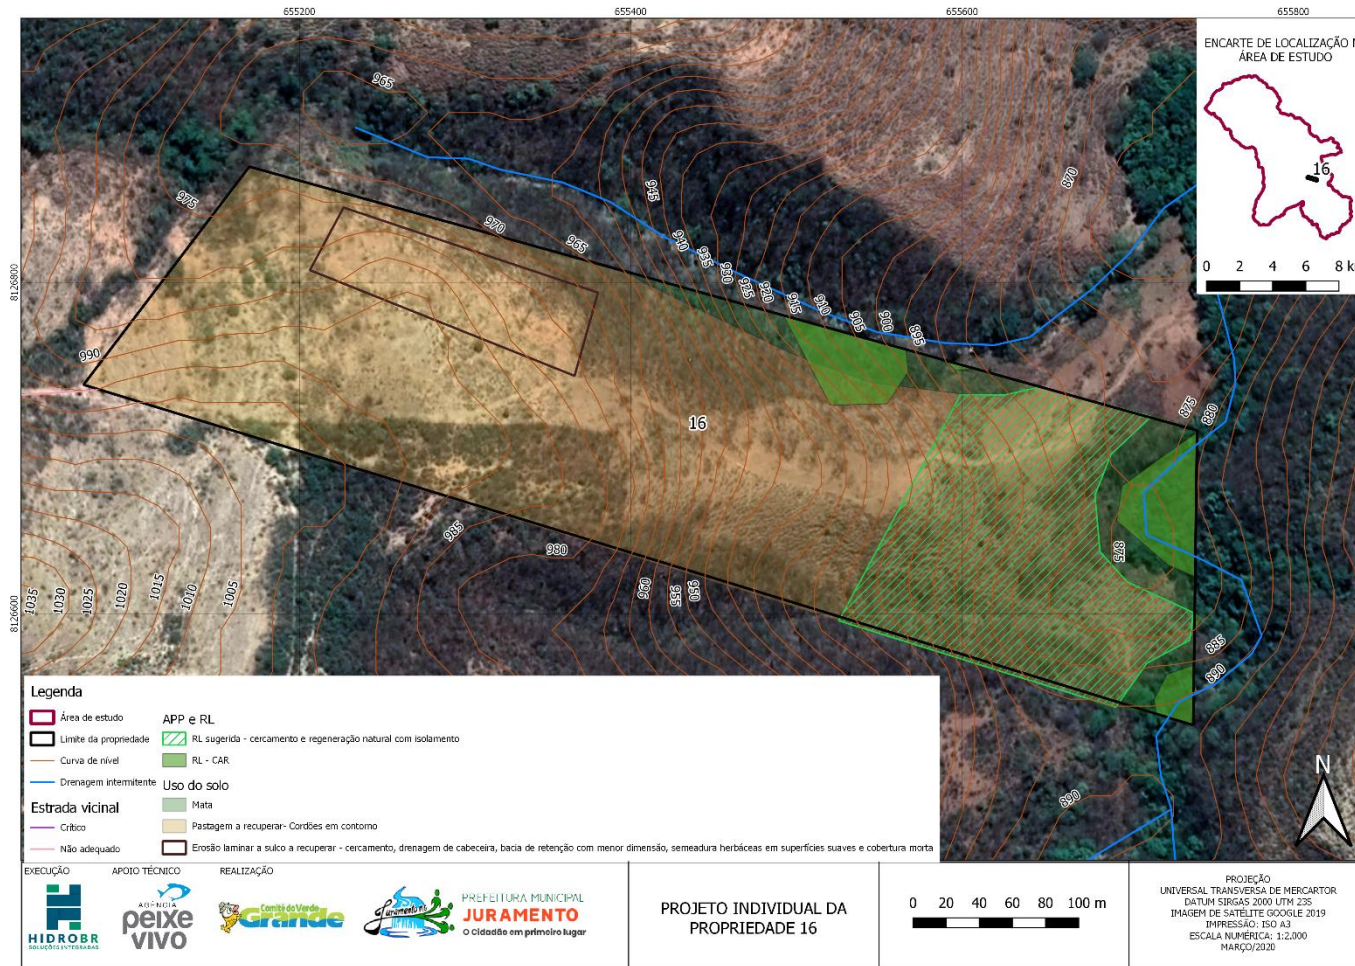 655200
655400
655600
655800
ENCARTE DE LOCALIZAÇÃO N
ÁREA DE ESTUDO
16
0 2 4 6 8 k
965
870
945
975
970
965
940
935
930
925
920
915
910
905
900
895
8126800
990
875
880
16
985
980
875
960
955
950
1035
1030
1025
1020
1015
1010
1005
8126600
885
890
890
Legenda
Área de estudo
Limite da propriedade
Curva de nível
Drenagem intermitente
Estrada vicinal
Crítico
Não adequado
APP e RL
RL sugerida - cercamento e regeneração natural com isolamento
RL - CAR
Uso do solo
Mata
Pastagem a recuperar- Cordões em contorno
Erosão laminar a sulco a recuperar - cercamento, drenagem de cabeceira, bacia de retenção com menor dimensão, semeadura herbáceas em superfícies suaves e cobertura morta
N
EXECUÇÃO
HIDROBR
SOLUÇÕES INTEGRADAS
APOIO TÉCNICO
AGÊNCIA
peixe
vivo
REALIZAÇÃO
Comitê do Verde
Grande
PREFEITURA MUNICIPAL
JURAMENTO
O Cidadão em primeiro lugar
PROJETO INDIVIDUAL DA
PROPRIEDADE 16
0 20 40 60 80 100 m
PROJEÇÃO
UNIVERSAL TRANSVERSA DE MERCARTOR
DATUM SIRGAS 2000 UTM 23S
IMAGEM DE SATÉLITE GOOGLE 2019
IMPRESSÃO: ISO A3
ESCALA NUMÉRICA: 1:2.000
MARÇO/2020